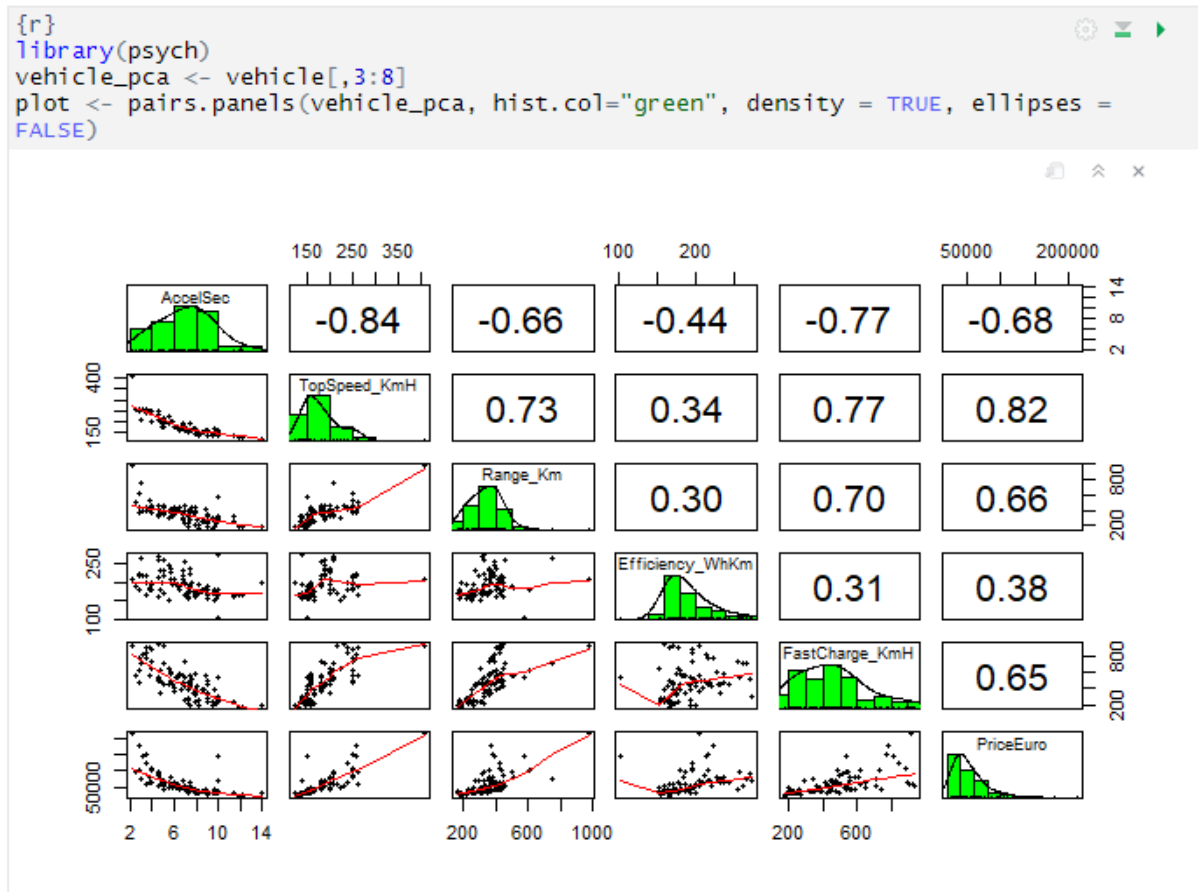 {r}
library(psych)
vehicle_pca <- vehicle[,3:8]
plot <- pairs.panels(vehicle_pca, hist.col="green", density = TRUE, ellipses =
FALSE)
150 250 350 100 200 50000 200000
AccelSec -0.84 -0.66 -0.44 -0.77 -0.68 2 8 14
150 400 TopSpeed_KmH 0.73 0.34 0.77 0.82
Range_Km 0.30 0.70 0.66 200 800
100 250 Efficiency_WhKm 0.31 0.38
FastCharge_KmH 0.65 200 800
50000 PriceEuro
2 6 10 14 200 600 1000 200 600